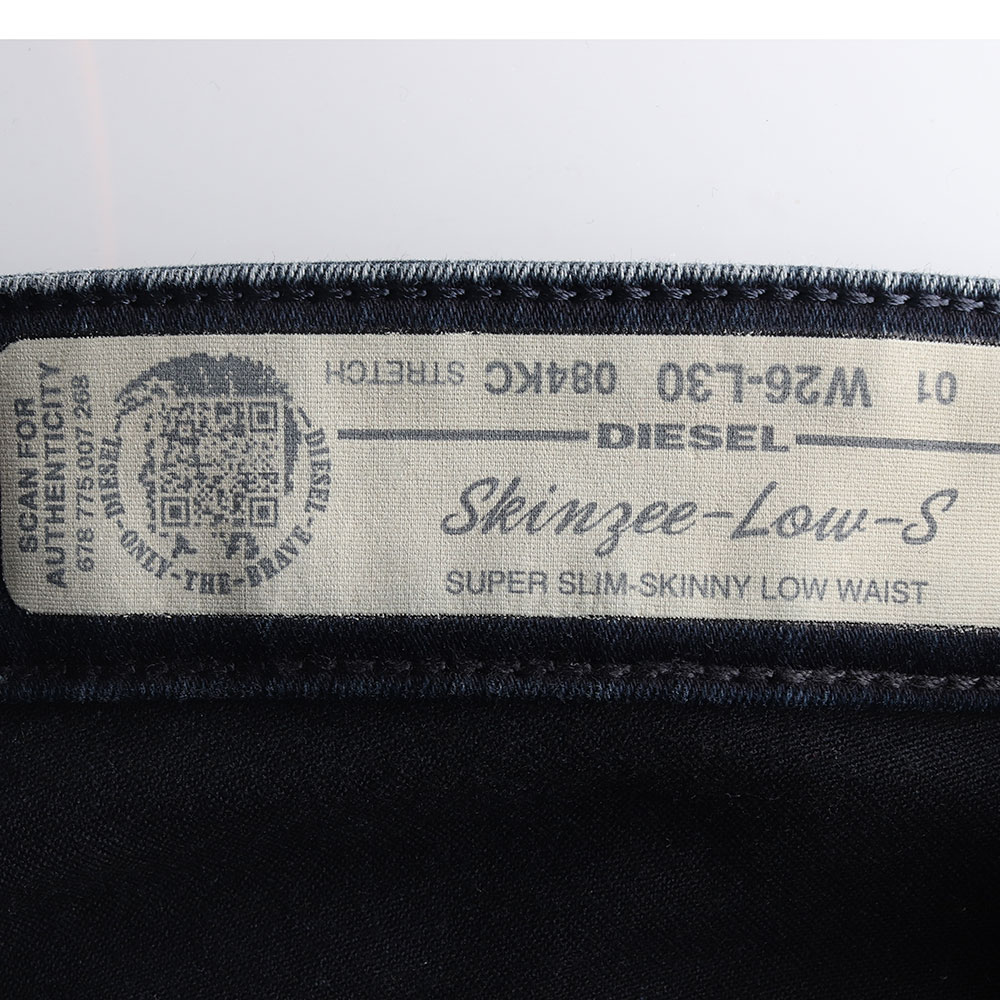 SCAN FOR
AUTHENTICITY
678 775 007 268
DIESEL-ONLY-THE-BRAVE-DIESEL
01 W26-L30 084KC STRETCH
DIESEL
Skinzee-Low-S
SUPER SLIM-SKINNY LOW WAIST